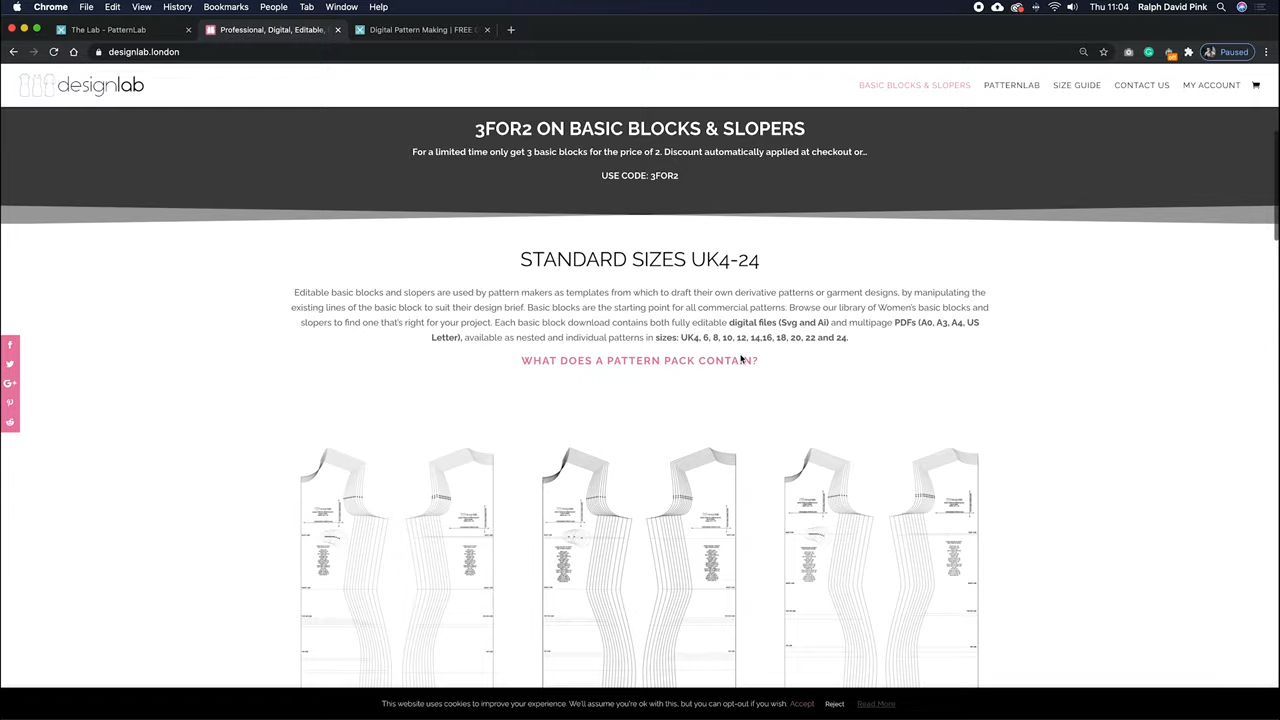 Chrome File Edit View History Bookmarks People Tab Window Help Thu 11:04 Ralph David Pink
The Lab - PatternLab Professional, Digital, Editable, Digital Pattern Making | FREE
designlab.london Paused
designlab BASIC BLOCKS & SLOPERS PATTERNLAB SIZE GUIDE CONTACT US MY ACCOUNT
3FOR2 ON BASIC BLOCKS & SLOPERS
For a limited time only get 3 basic blocks for the price of 2. Discount automatically applied at checkout or...
USE CODE: 3FOR2
STANDARD SIZES UK4-24
Editable basic blocks and slopers are used by pattern makers as templates from which to draft their own derivative patterns or garment designs, by manipulating the
existing lines of the basic block to suit their design brief. Basic blocks are the starting point for all commercial patterns. Browse our library of Women's basic blocks and
slopers to find one that's right for your project. Each basic block download contains both fully editable digital files (Svg and Ai) and multipage PDFs (A0, A3, A4, US
Letter), available as nested and individual patterns in sizes: UK4, 6, 8, 10, 12, 14,16, 18, 20, 22 and 24.
WHAT DOES A PATTERN PACK CONTAIN?
This website uses cookies to improve your experience. We'll assume you're ok with this, but you can opt-out if you wish. Accept Reject Read More